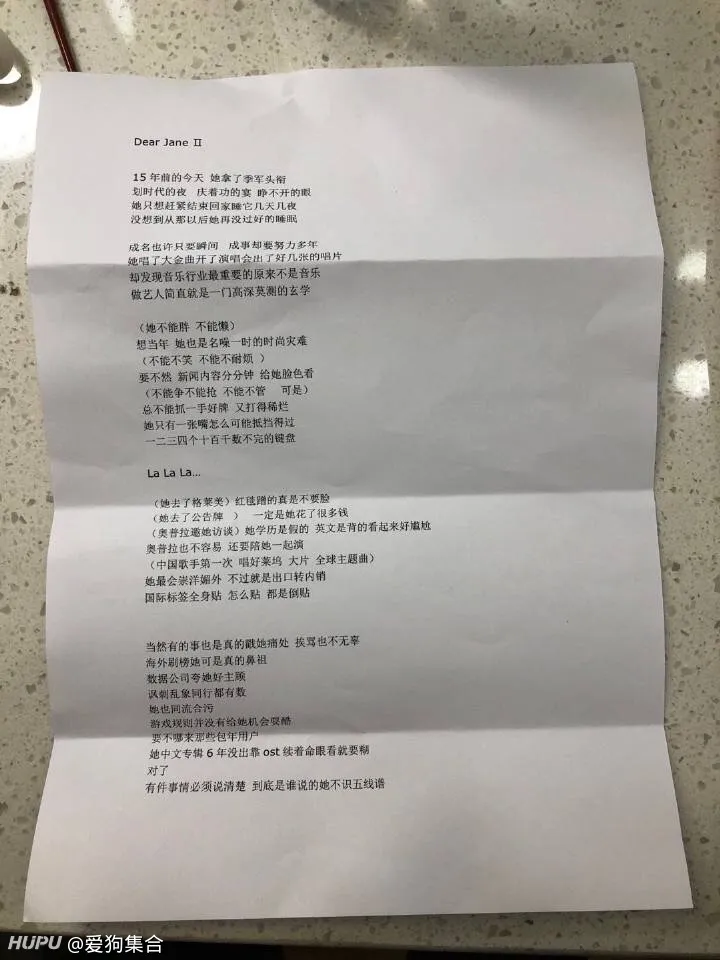 Dear Jane Ⅱ
15年前的今天 她拿了季军头衔
划时代的夜 庆着功的宴 睁不开的眼
她只想赶紧结束回家睡它几天几夜
没想到从那以后她再没过好的睡眠
成名也许只要瞬间 成事却要努力多年
她唱了大金曲开了演唱会出了好几张的唱片
却发现音乐行业最重要的原来不是音乐
做艺人简直就是一门高深莫测的玄学
（她不能胖 不能懒）
想当年 她也是名噪一时的时尚灾难
（不能不笑 不能不耐烦 ）
要不然 新闻内容分分钟 给她脸色看
（不能争不能抢 不能不管 可是）
总不能抓一手好牌 又打得稀烂
她只有一张嘴怎么可能抵挡得过
一二三四个十百千数不完的键盘
La La La...
（她去了格莱美）红毯蹭的真是不要脸
（她去了公告牌 ） 一定是她花了很多钱
（奥普拉邀她访谈）她学历是假的 英文是背的看起来好尴尬
奥普拉也不容易 还要陪她一起演
（中国歌手第一次 唱好莱坞 大片 全球主题曲）
她最会崇洋媚外 不过就是出口转内销
国际标签全身贴 怎么贴 都是倒贴
当然有的事也是真的戳她痛处 挨骂也不无辜
海外刷榜她可是真的鼻祖
数据公司夸她好主顾
讽刺乱象同行都有数
她也同流合污
游戏规则并没有给她机会耍酷
要不哪来那些包年用户
她中文专辑6年没出靠ost续着命眼看就要糊
对了
有件事情必须说清楚 到底是谁说的她不识五线谱
HUPU @爱狗集合